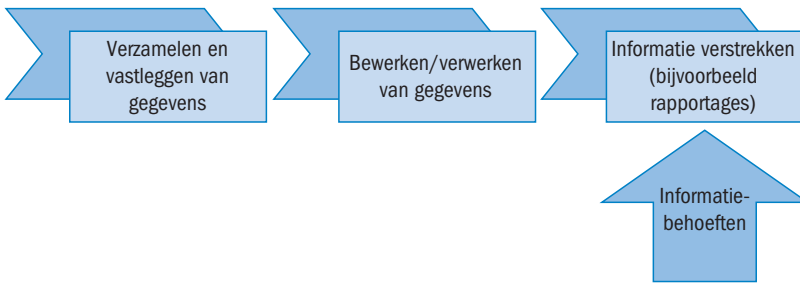 Verzamelen en
vastleggen van
gegevens
Bewerken/verwerken
van gegevens
Informatie verstrekken
(bijvoorbeeld
rapportages)
Informatie-
behoeften